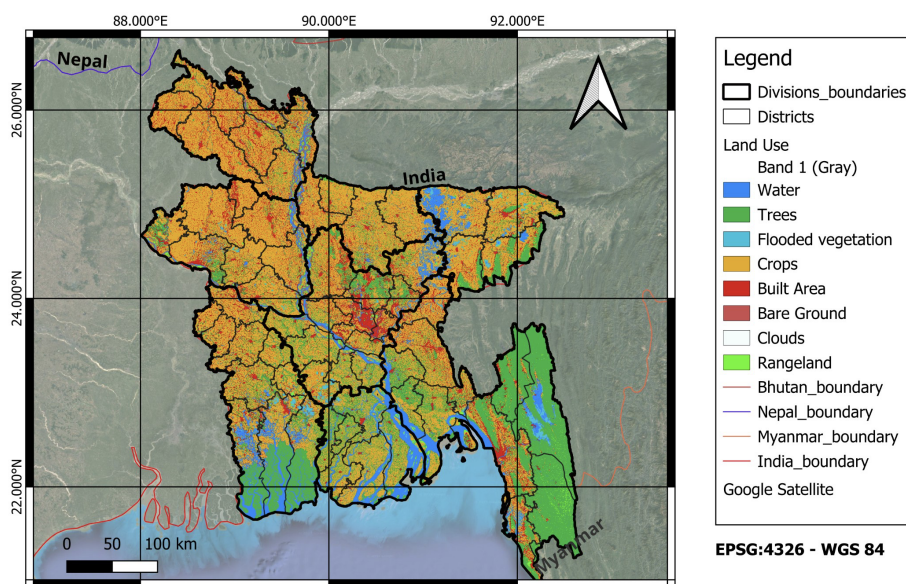 88.000°E 90.000°E 92.000°E
Nepal
26.000°N
India
24.000°N
22.000°N
Myanmar
0 50 100 km
Legend
Divisions_boundaries
Districts
Land Use
Band 1 (Gray)
Water
Trees
Flooded vegetation
Crops
Built Area
Bare Ground
Clouds
Rangeland
Bhutan_boundary
Nepal_boundary
Myanmar_boundary
India_boundary
Google Satellite
EPSG:4326 - WGS 84